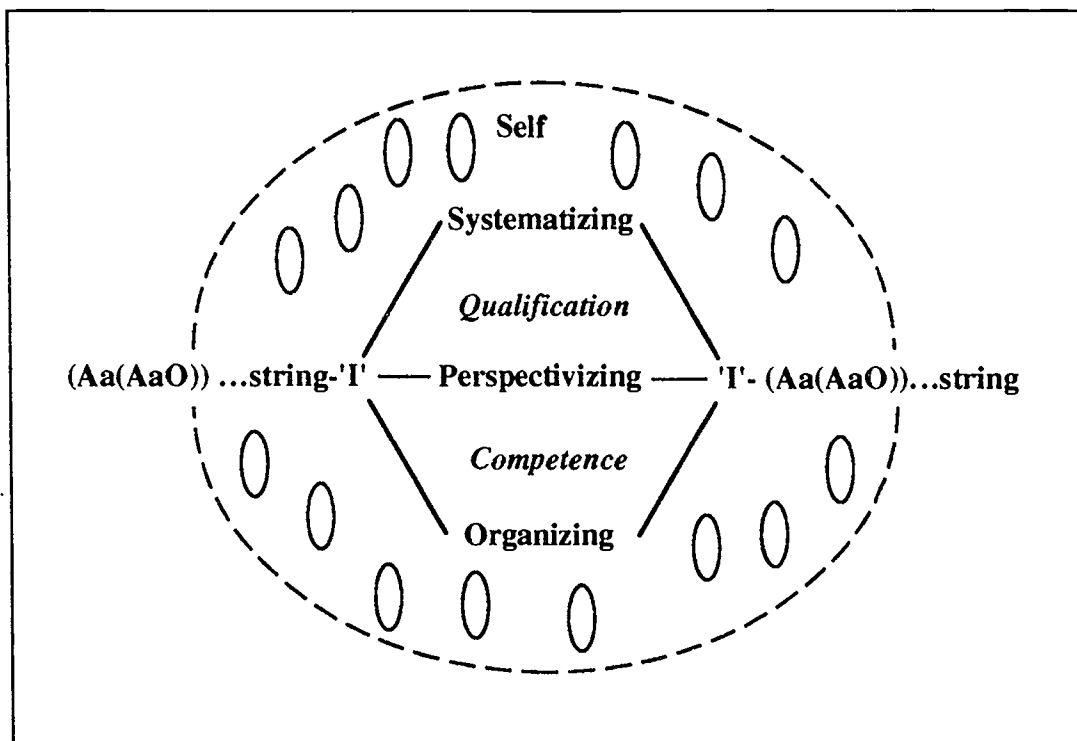 Self
Systematizing
Qualification
(Aa(AaO)) ...string-'I' Perspectivizing 'I'- (Aa(AaO))...string
Competence
Organizing